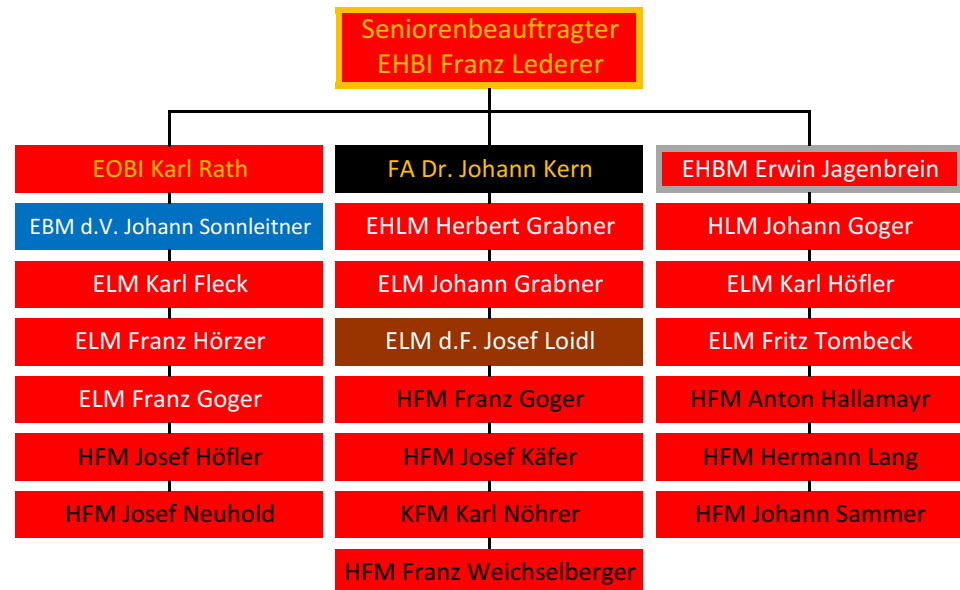 Seniorenbeauftragter
EHBI Franz Lederer
EOBI Karl Rath
EBM d.V. Johann Sonnleitner
ELM Karl Fleck
ELM Franz Hörzer
ELM Franz Goger
HFM Josef Höfler
HFM Josef Neuhold
FA Dr. Johann Kern
EHLM Herbert Grabner
ELM Johann Grabner
ELM d.F. Josef Loidl
HFM Franz Goger
HFM Josef Käfer
KFM Karl Nöhrer
HFM Franz Weichselberger
EHBM Erwin Jagenbrein
HLM Johann Goger
ELM Karl Höfler
ELM Fritz Tombeck
HFM Anton Hallamayr
HFM Hermann Lang
HFM Johann Sammer